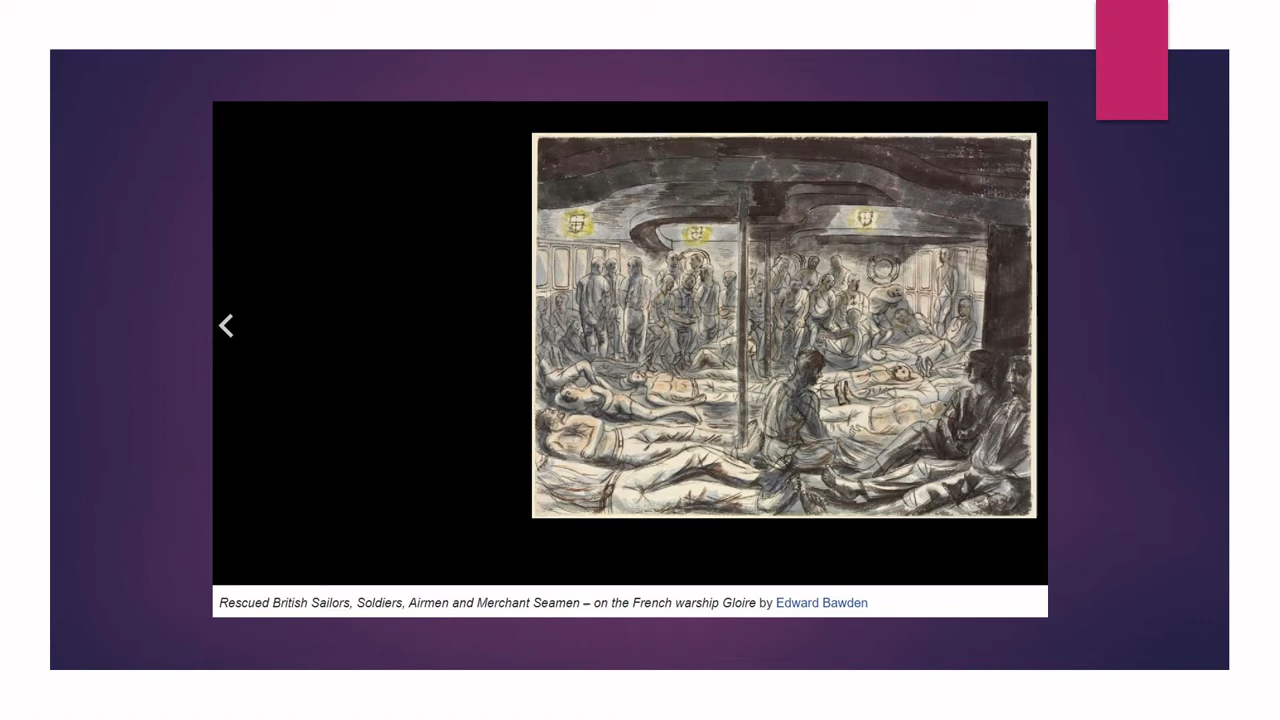 Rescued British Sailors, Soldiers, Airmen and Merchant Seamen – on the French warship Gloire by Edward Bawden